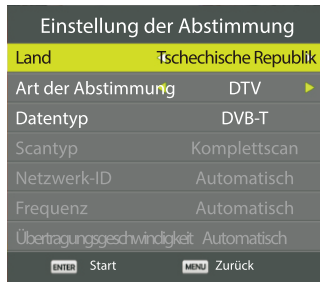 Einstellung der Abstimmung
Land Tschechische Republik
Art der Abstimmung DTV
Datentyp DVB-T
Scantyp Komplettscan
Netzwerk-ID Automatisch
Frequenz Automatisch
Übertragungsgeschwindigkeit Automatisch
ENTER Start MENU Zurück